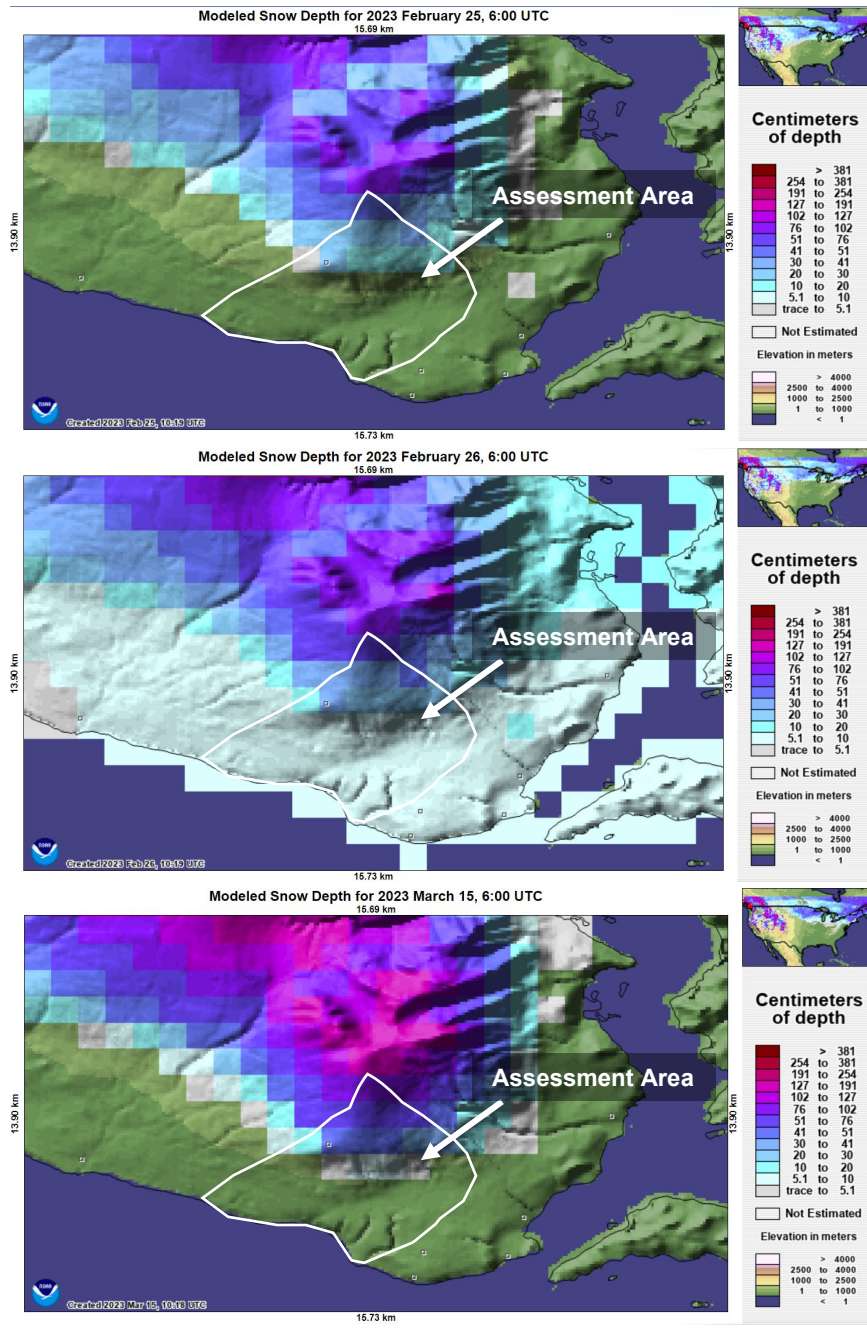 Modeled Snow Depth for 2023 February 25, 6:00 UTC
15.69 km
13.90 km
13.90 km
Assessment Area
NOAA
Created 2023 Feb 25, 10:19 UTC
15.73 km
Centimeters
of depth
> 381
254 to 381
191 to 254
127 to 191
102 to 127
76 to 102
51 to 76
41 to 51
30 to 41
20 to 30
10 to 20
5.1 to 10
trace to 5.1
Not Estimated
Elevation in meters
> 4000
2500 to 4000
1000 to 2500
1 to 1000
< 1
Modeled Snow Depth for 2023 February 26, 6:00 UTC
15.69 km
13.90 km
13.90 km
Assessment Area
NOAA
Created 2023 Feb 26, 10:19 UTC
15.73 km
Centimeters
of depth
> 381
254 to 381
191 to 254
127 to 191
102 to 127
76 to 102
51 to 76
41 to 51
30 to 41
20 to 30
10 to 20
5.1 to 10
trace to 5.1
Not Estimated
Elevation in meters
> 4000
2500 to 4000
1000 to 2500
1 to 1000
< 1
Modeled Snow Depth for 2023 March 15, 6:00 UTC
15.69 km
13.90 km
13.90 km
Assessment Area
NOAA
Created 2023 Mar 15, 10:18 UTC
15.73 km
Centimeters
of depth
> 381
254 to 381
191 to 254
127 to 191
102 to 127
76 to 102
51 to 76
41 to 51
30 to 41
20 to 30
10 to 20
5.1 to 10
trace to 5.1
Not Estimated
Elevation in meters
> 4000
2500 to 4000
1000 to 2500
1 to 1000
< 1